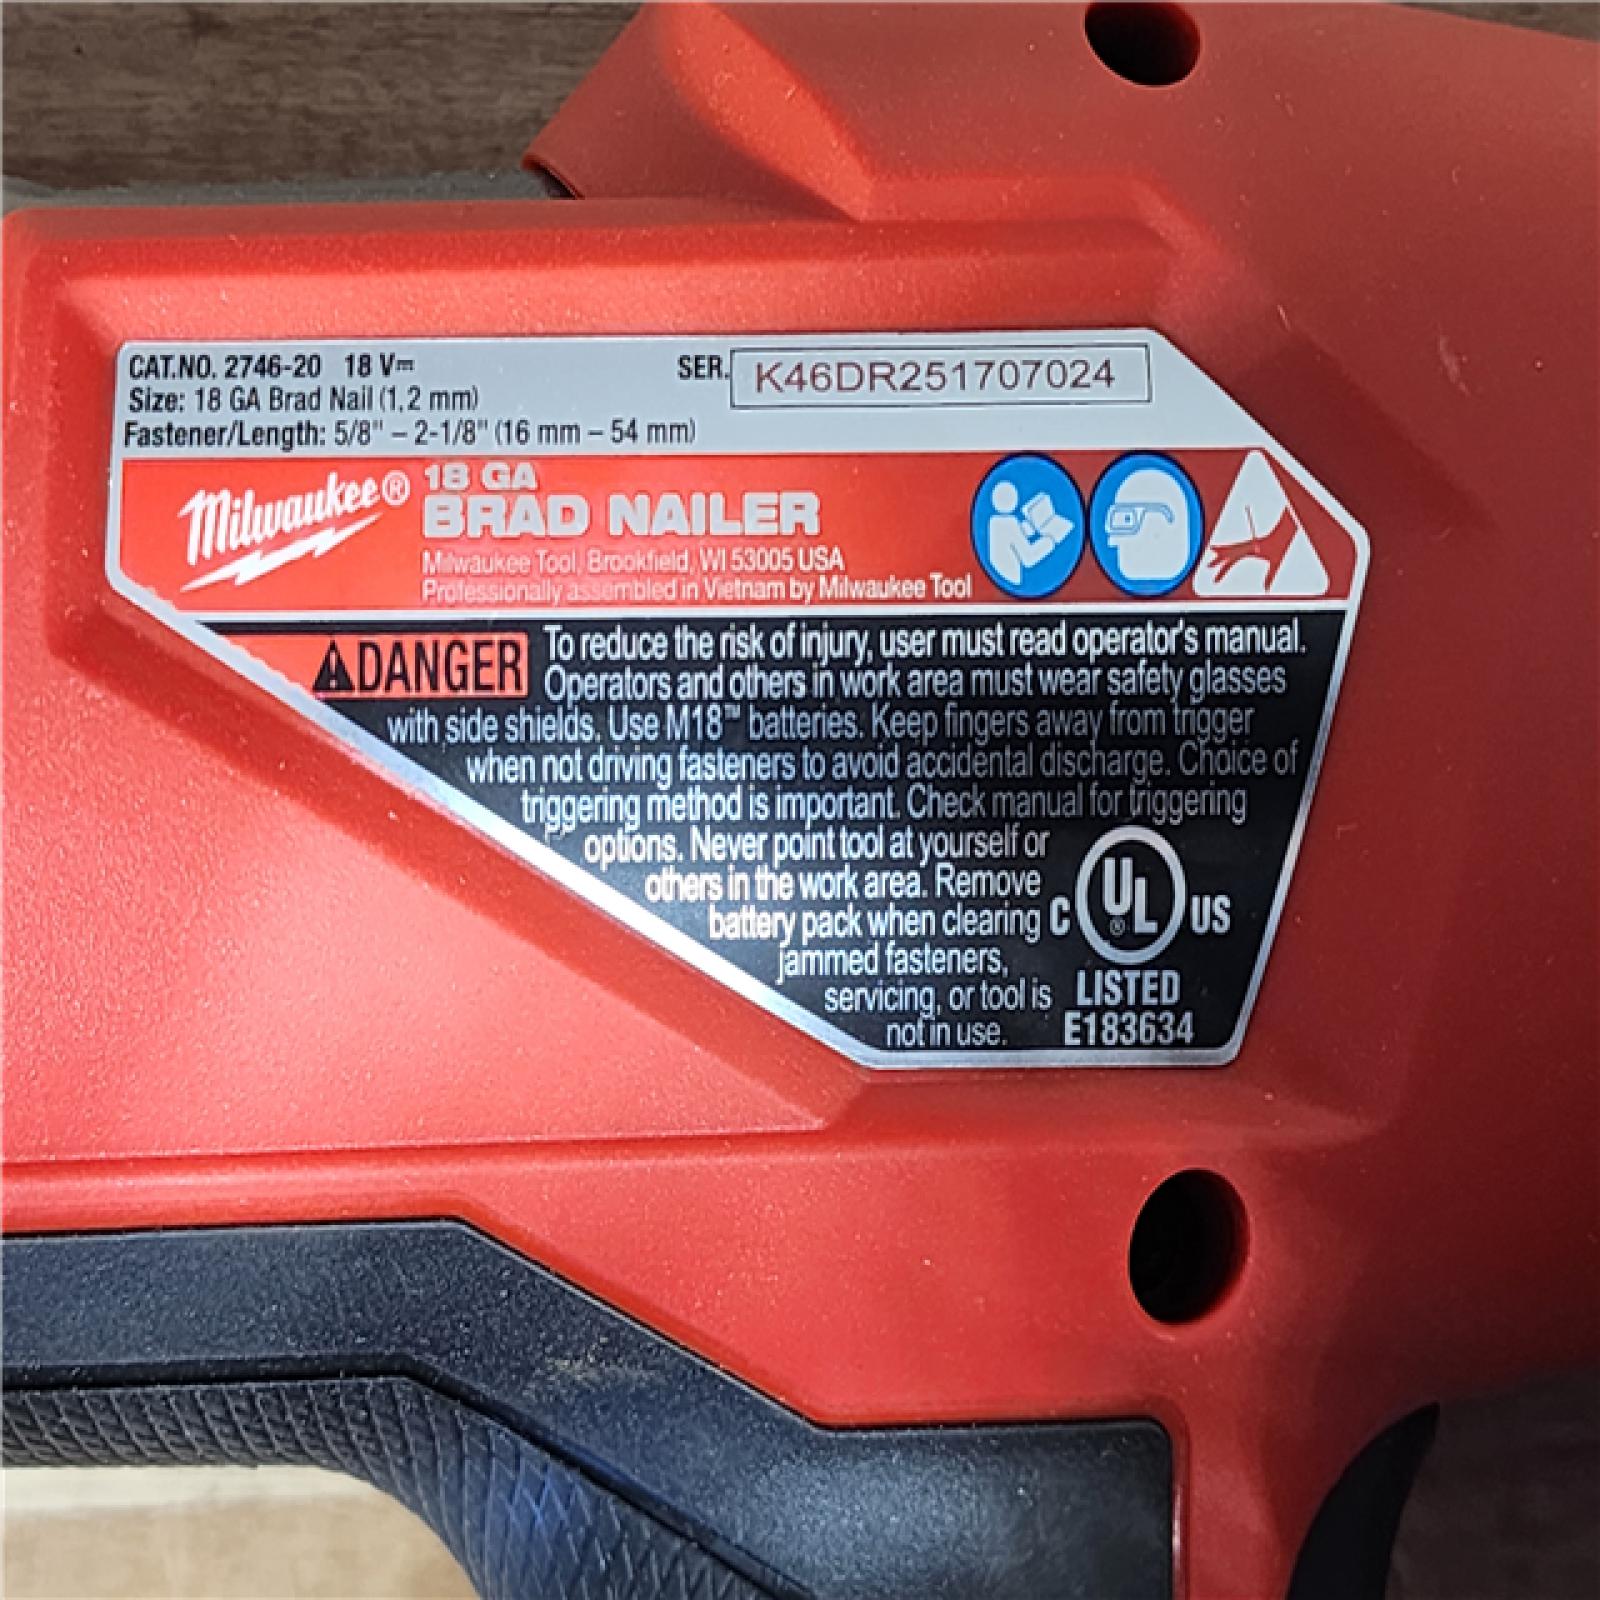 CAT.NO. 2746-20 18 V⎓
SER. K46DR251707024
Size: 18 GA Brad Nail (1,2 mm)
Fastener/Length: 5/8" – 2-1/8" (16 mm – 54 mm)
Milwaukee®
18 GA
BRAD NAILER
Milwaukee Tool, Brookfield, WI 53005 USA
Professionally assembled in Vietnam by Milwaukee Tool
DANGER
To reduce the risk of injury, user must read operator's manual.
Operators and others in work area must wear safety glasses
with side shields. Use M18™ batteries. Keep fingers away from trigger
when not driving fasteners to avoid accidental discharge. Choice of
triggering method is important. Check manual for triggering
options. Never point tool at yourself or
others in the work area. Remove
battery pack when clearing
jammed fasteners,
servicing, or tool is
not in use.
C UL® US
LISTED
E183634